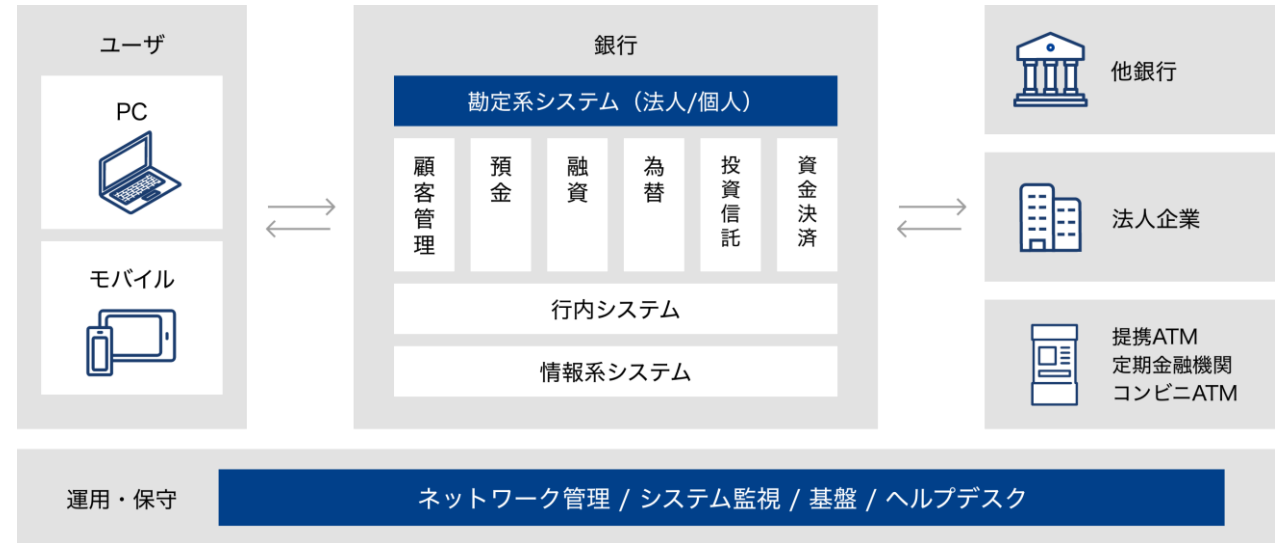 ユーザ
PC
モバイル
銀行
勘定系システム（法人/個人）
顧客管理
預金
融資
為替
投資信託
資金決済
行内システム
情報系システム
他銀行
法人企業
提携ATM
定期金融機関
コンビニATM
運用・保守
ネットワーク管理 / システム監視 / 基盤 / ヘルプデスク